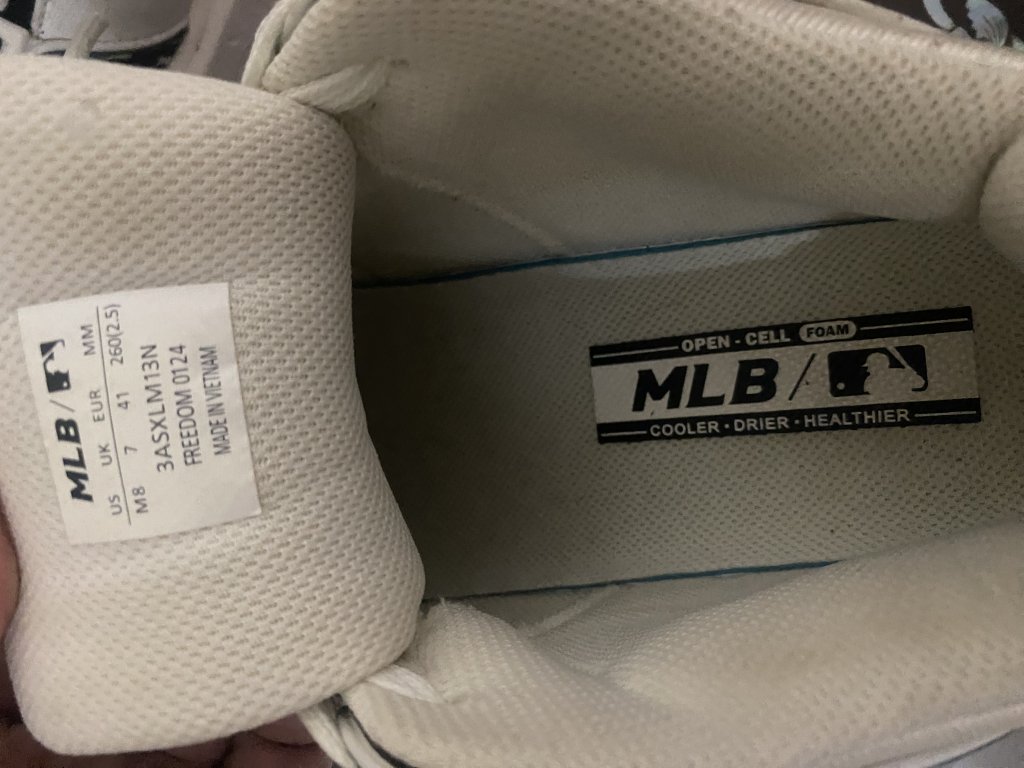 MLB /
US UK EUR MM
M8 7 41 260(2.5)
3ASXLM13N
FREEDOM 0124
MADE IN VIETNAM
OPEN - CELL FOAM
MLB /
COOLER · DRIER · HEALTHIER